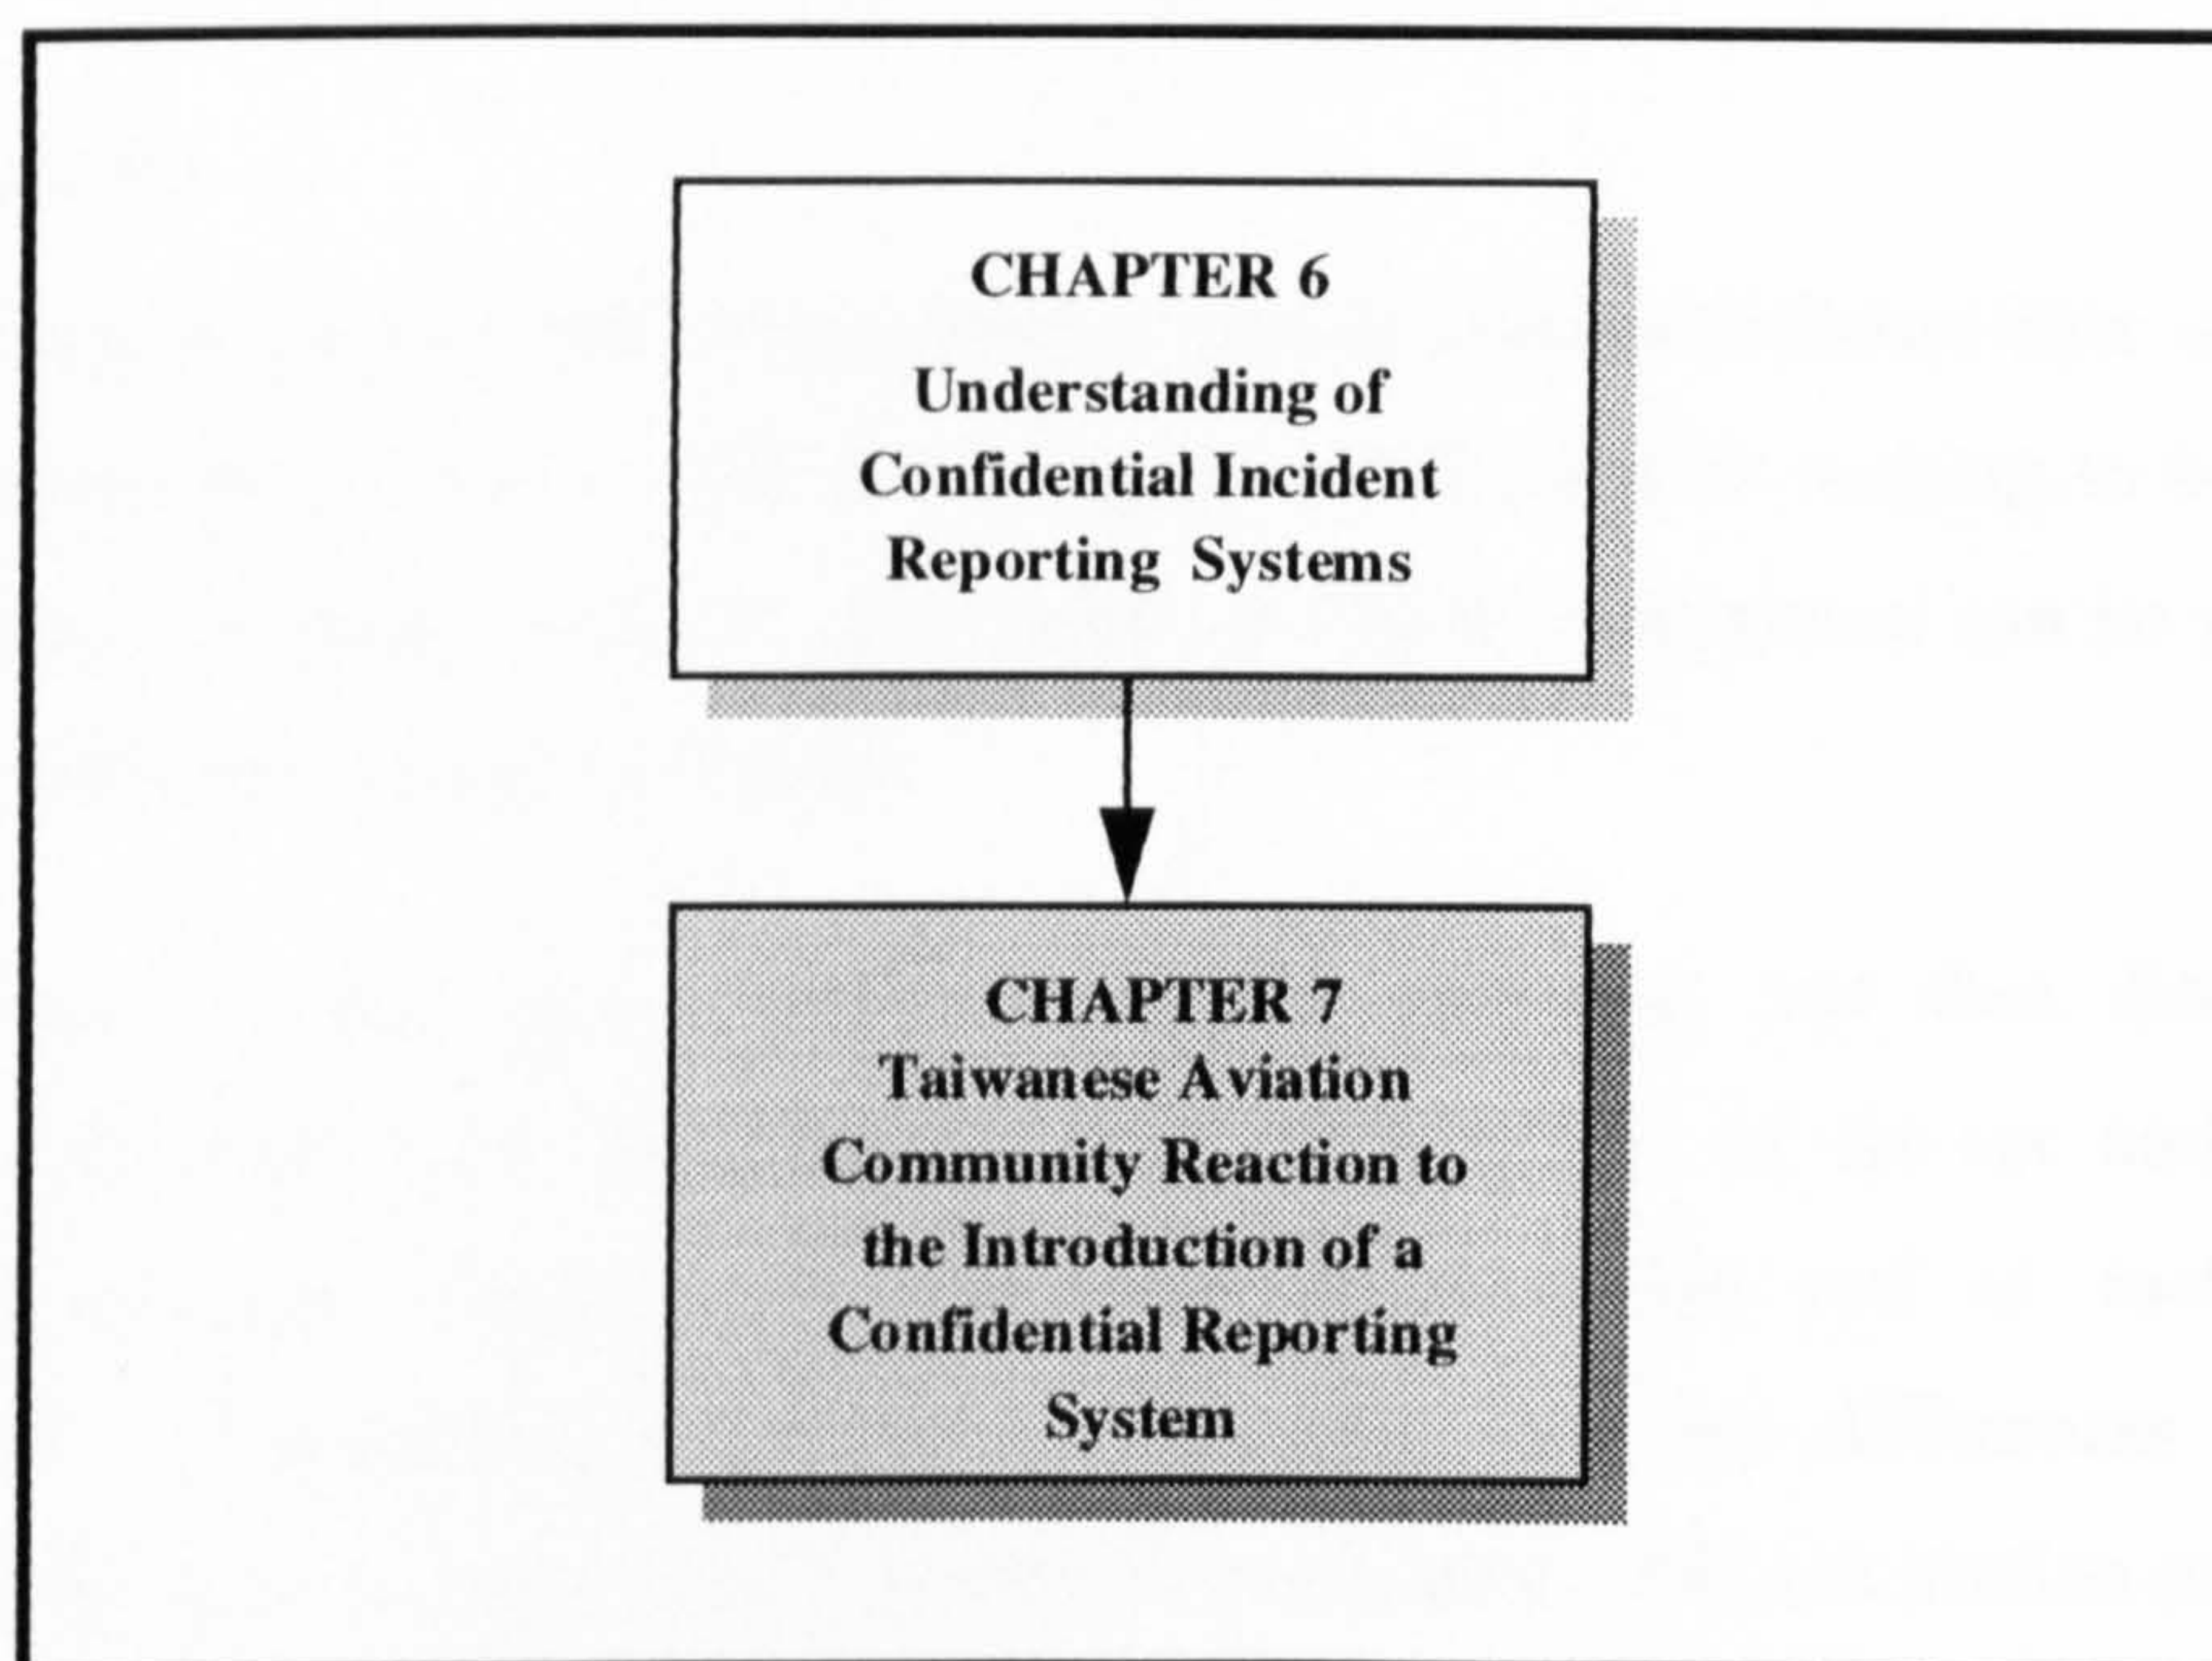 CHAPTER 6
Understanding of
Confidential Incident
Reporting Systems
CHAPTER 7
Taiwanese Aviation
Community Reaction to
the Introduction of a
Confidential Reporting
System